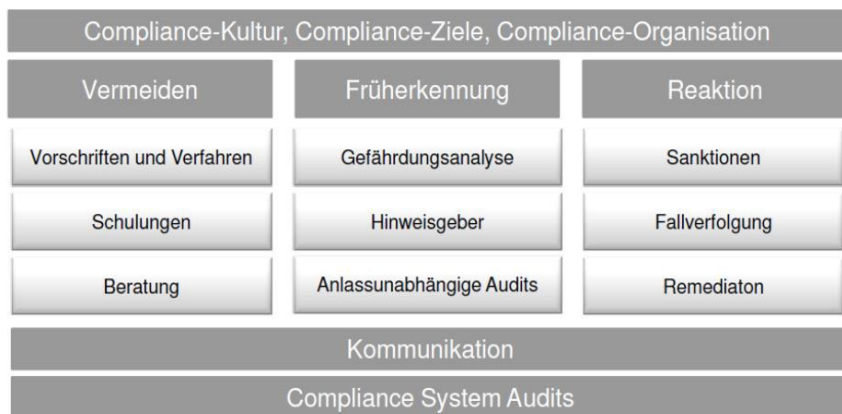 Compliance-Kultur, Compliance-Ziele, Compliance-Organisation
Vermeiden
Früherkennung
Reaktion
Vorschriften und Verfahren
Gefährdungsanalyse
Sanktionen
Schulungen
Hinweisgeber
Fallverfolgung
Beratung
Anlassunabhängige Audits
Remediaton
Kommunikation
Compliance System Audits